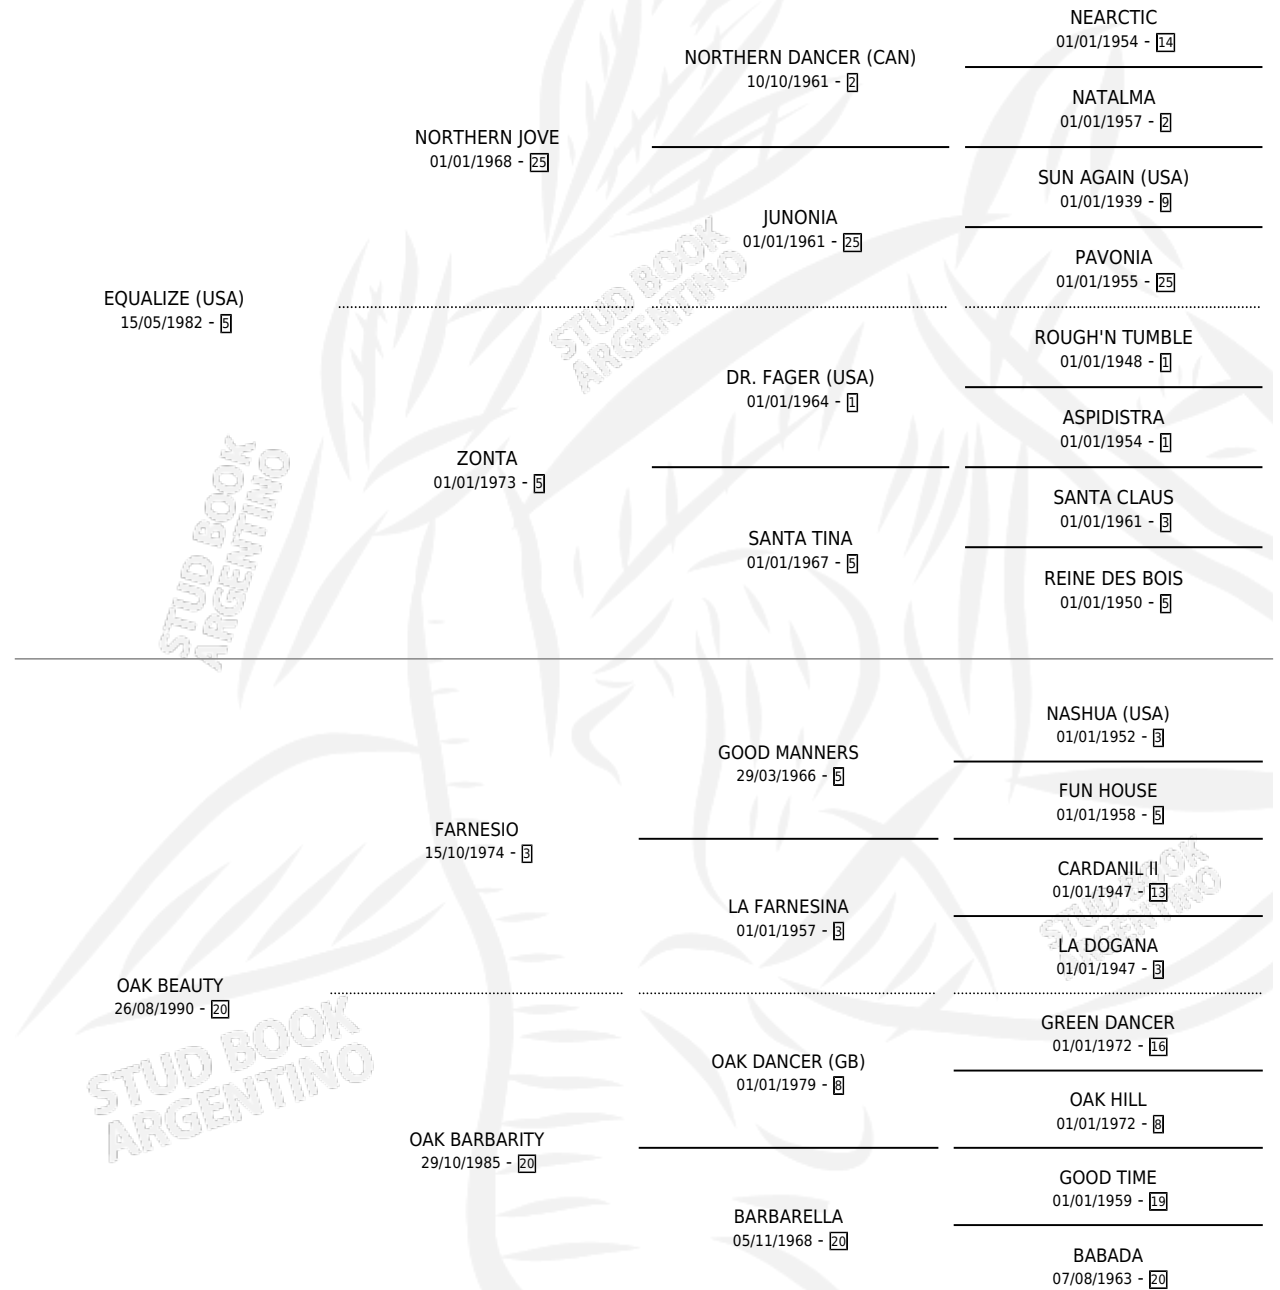 NEARCTIC
01/01/1954 - 14
NORTHERN DANCER (CAN)
10/10/1961 - 2
NATALMA
01/01/1957 - 2
NORTHERN JOVE
01/01/1968 - 25
SUN AGAIN (USA)
01/01/1939 - 9
JUNONIA
01/01/1961 - 25
PAVONIA
01/01/1955 - 25
EQUALIZE (USA)
15/05/1982 - 5
STUD BOOK
ARGENTINO
ROUGH'N TUMBLE
01/01/1948 - 1
DR. FAGER (USA)
01/01/1964 - 1
ASPIDISTRA
01/01/1954 - 1
ZONTA
01/01/1973 - 5
SANTA CLAUS
01/01/1961 - 3
SANTA TINA
01/01/1967 - 5
REINE DES BOIS
01/01/1950 - 5
STUD BOOK
ARGENTINO
NASHUA (USA)
01/01/1952 - 3
GOOD MANNERS
29/03/1966 - 5
FUN HOUSE
01/01/1958 - 5
FARNESIO
15/10/1974 - 3
CARDANIL II
01/01/1947 - 13
LA FARNESINA
01/01/1957 - 3
STUD BOOK
ARGENTINO
LA DOGANA
01/01/1947 - 3
OAK BEAUTY
26/08/1990 - 20
GREEN DANCER
01/01/1972 - 16
OAK DANCER (GB)
01/01/1979 - 8
STUD BOOK
ARGENTINO
OAK HILL
01/01/1972 - 8
OAK BARBARITY
29/10/1985 - 20
GOOD TIME
01/01/1959 - 19
BARBARELLA
05/11/1968 - 20
BABADA
07/08/1963 - 20